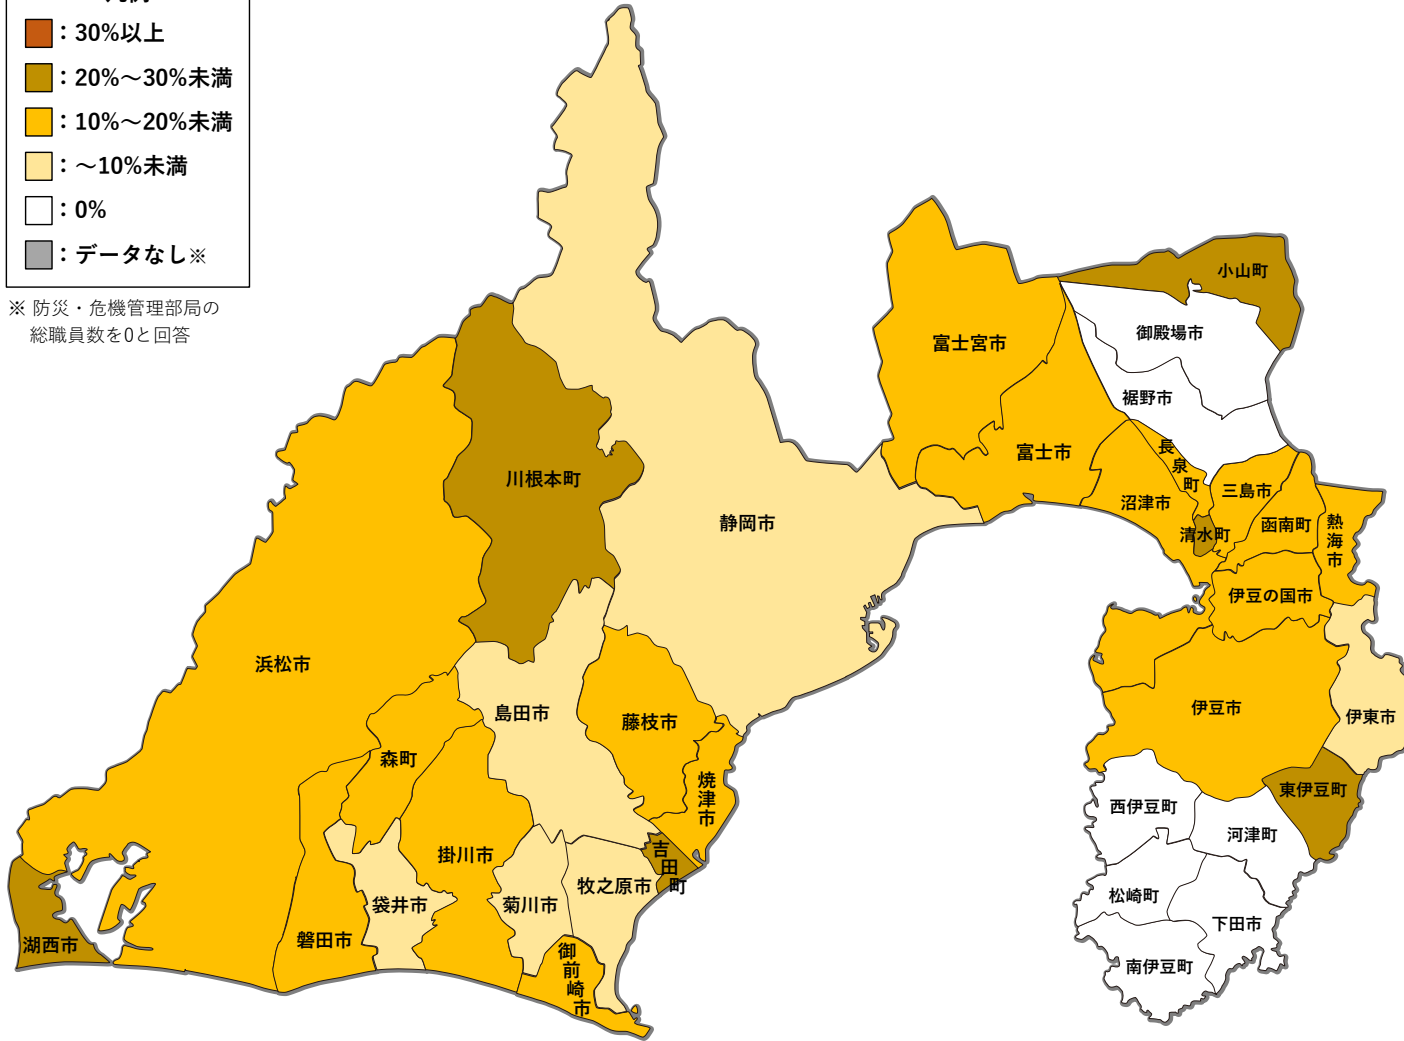 ：30%以上
：20%～30%未満
：10%～20%未満
：～10%未満
：0%
：データなし※
※ 防災・危機管理部局の
総職員数を0と回答
小山町
御殿場市
富士宮市
裾野市
富士市
長泉町
三島市
沼津市
清水町
函南町
熱海市
伊豆の国市
川根本町
静岡市
浜松市
島田市
藤枝市
伊豆市
伊東市
森町
焼津市
東伊豆町
西伊豆町
河津町
掛川市
吉田町
牧之原市
袋井市
菊川市
松崎町
下田市
磐田市
湖西市
御前崎市
南伊豆町